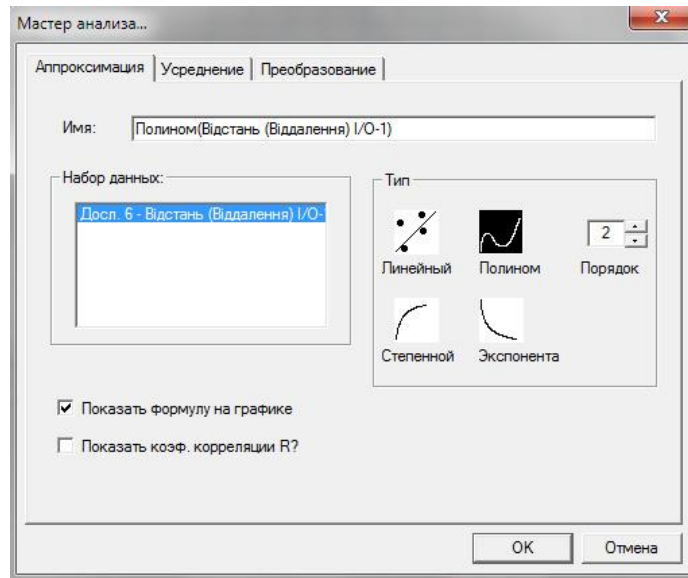 Мастер анализа...
Аппроксимация Усреднение Преобразование
Имя: Полином(Відстань (Віддалення) I/O-1)
Набор данных:
Досл. 6 - Відстань (Віддалення) I/O-
Тип
2
Линейный Полином Порядок
Степенной Экспонента
Показать формулу на графике
Показать коэф. корреляции R?
OK Отмена